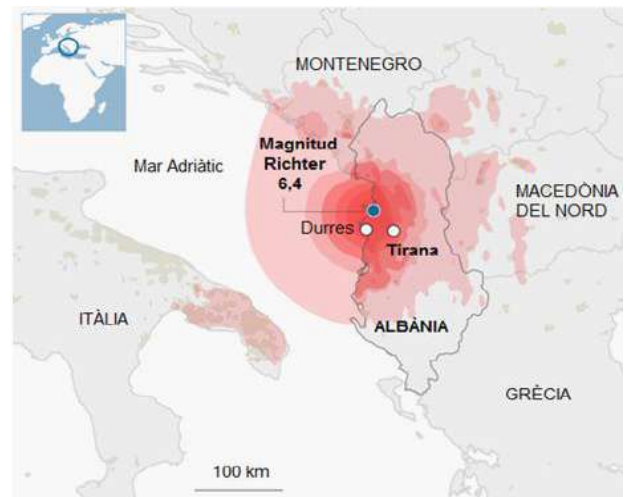 MONTENEGRO
Magnitud
Richter
6,4
Mar Adriàtic
MACEDÒNIA
DEL NORD
Durres
Tirana
ITÀLIA
ALBÀNIA
GRÈCIA
100 km